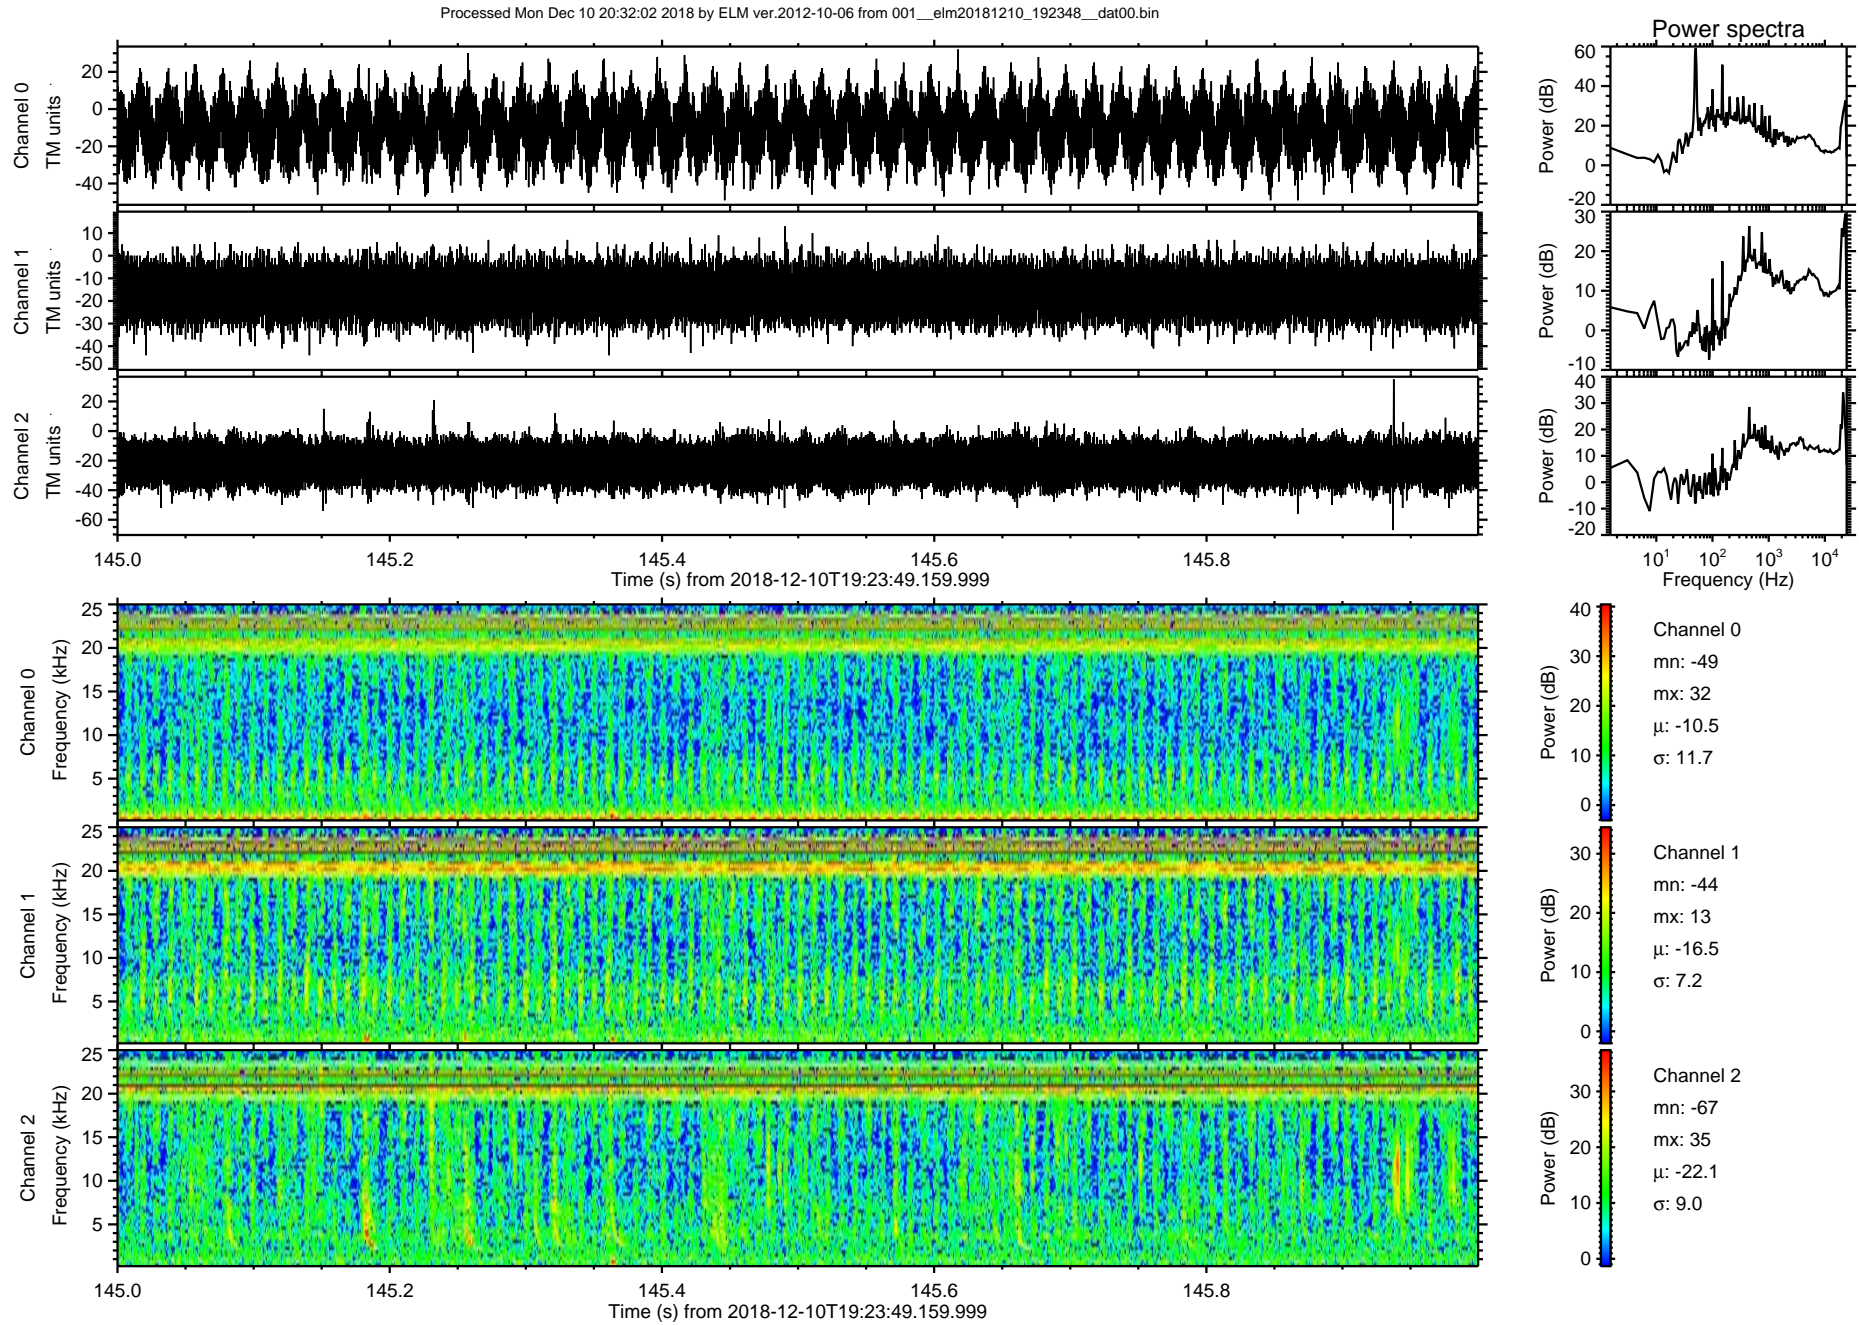 Processed Mon Dec 10 20:32:02 2018 by ELM ver.2012-10-06 from 001__elm20181210_192348__dat00.bin
Power spectra
Channel 0
TM units
20
0
-20
-40
Power (dB)
60
40
20
0
-20
Channel 1
TM units
10
0
-10
-20
-30
-40
-50
Power (dB)
30
20
10
0
-10
Channel 2
TM units
20
0
-20
-40
-60
Power (dB)
40
30
20
10
0
-10
-20
145.0 145.2 145.4 145.6 145.8
Time (s) from 2018-12-10T19:23:49.159.999
10^1 10^2 10^3 10^4
Frequency (Hz)
Channel 0
Frequency (kHz)
25
20
15
10
5
Power (dB)
40
30
20
10
0
Channel 0
mn: -49
mx: 32
μ: -10.5
σ: 11.7
Channel 1
Frequency (kHz)
25
20
15
10
5
Power (dB)
30
20
10
0
Channel 1
mn: -44
mx: 13
μ: -16.5
σ: 7.2
Channel 2
Frequency (kHz)
25
20
15
10
5
Power (dB)
30
20
10
0
Channel 2
mn: -67
mx: 35
μ: -22.1
σ: 9.0
145.0 145.2 145.4 145.6 145.8
Time (s) from 2018-12-10T19:23:49.159.999